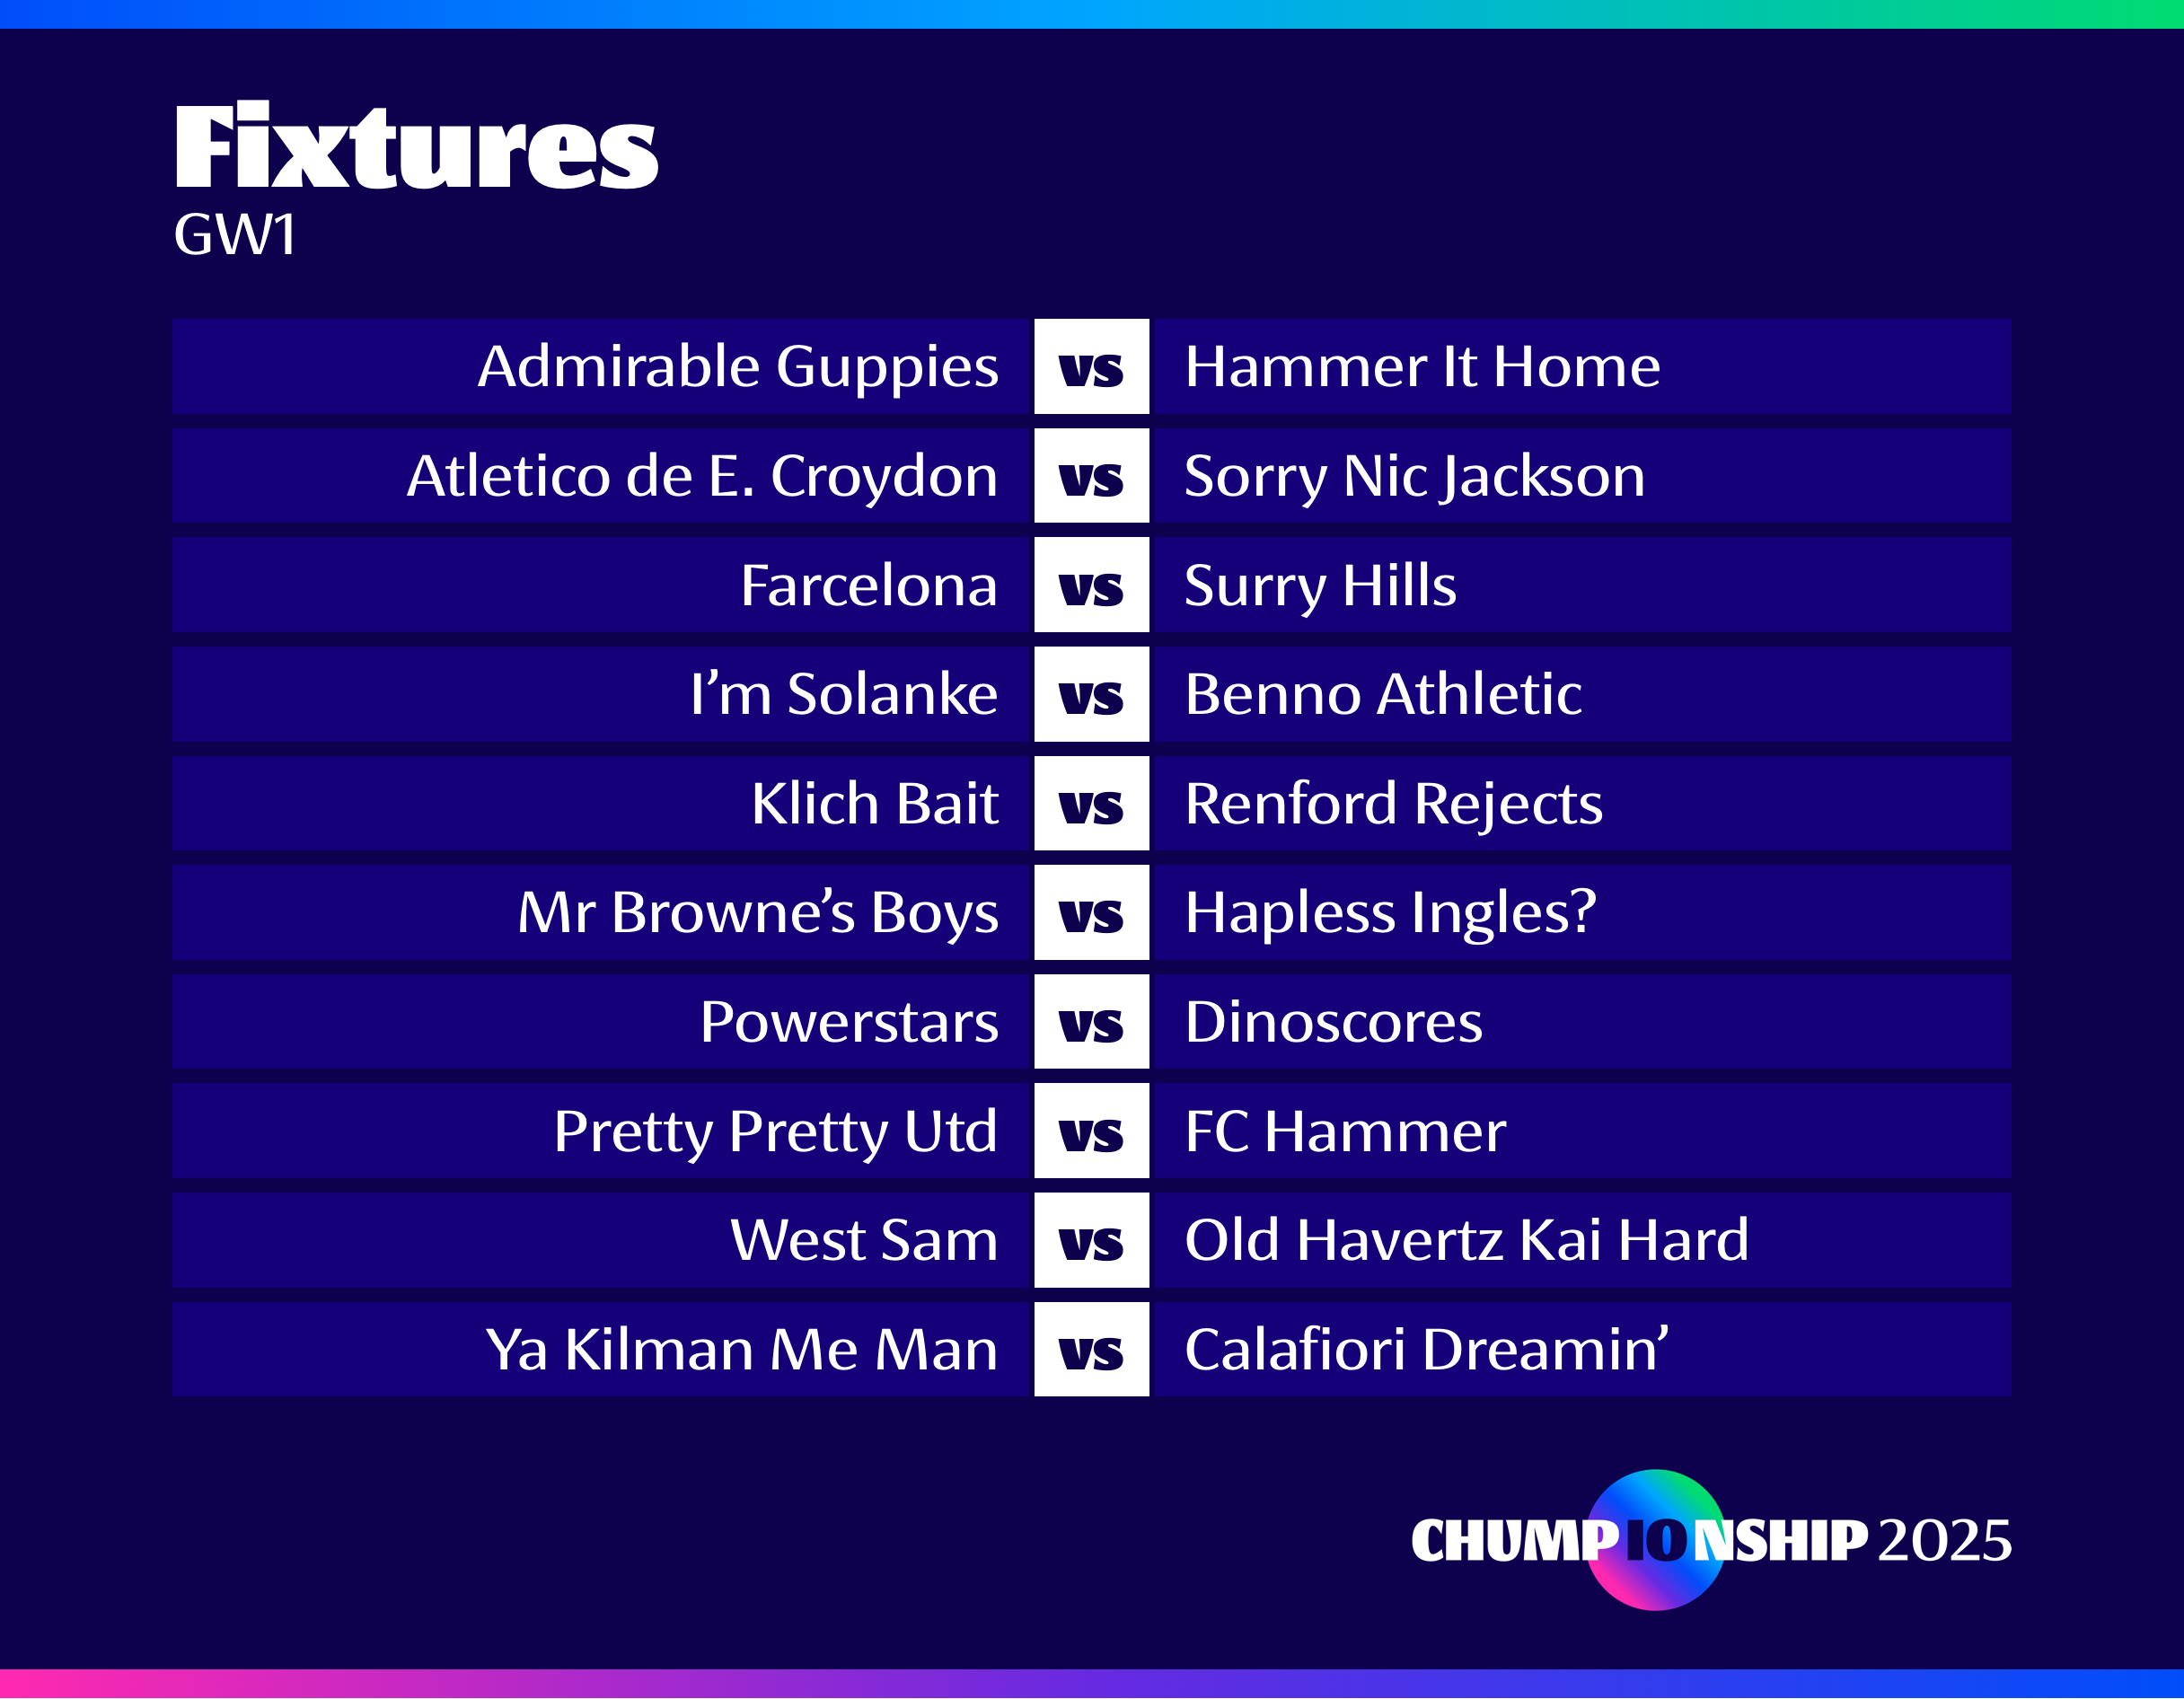 Fixtures
GW1
Admirable Guppies vs Hammer It Home
Atletico de E. Croydon vs Sorry Nic Jackson
Farcelona vs Surry Hills
I’m Solanke vs Benno Athletic
Klich Bait vs Renford Rejects
Mr Browne’s Boys vs Hapless Ingles?
Powerstars vs Dinoscores
Pretty Pretty Utd vs FC Hammer
West Sam vs Old Havertz Kai Hard
Ya Kilman Me Man vs Calafiori Dreamin’
CHUMPIONSHIP 2025